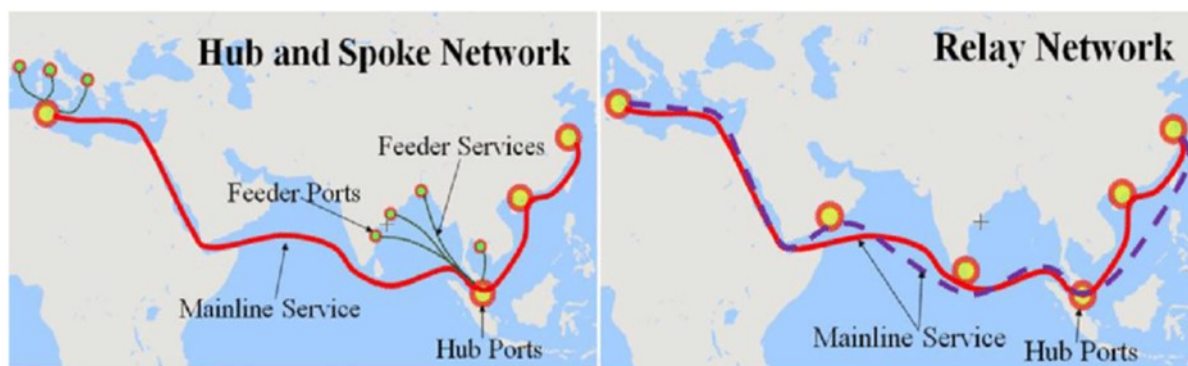 Hub and Spoke Network
Feeder Services
Feeder Ports
Mainline Service
Hub Ports
Relay Network
Mainline Service
Hub Ports